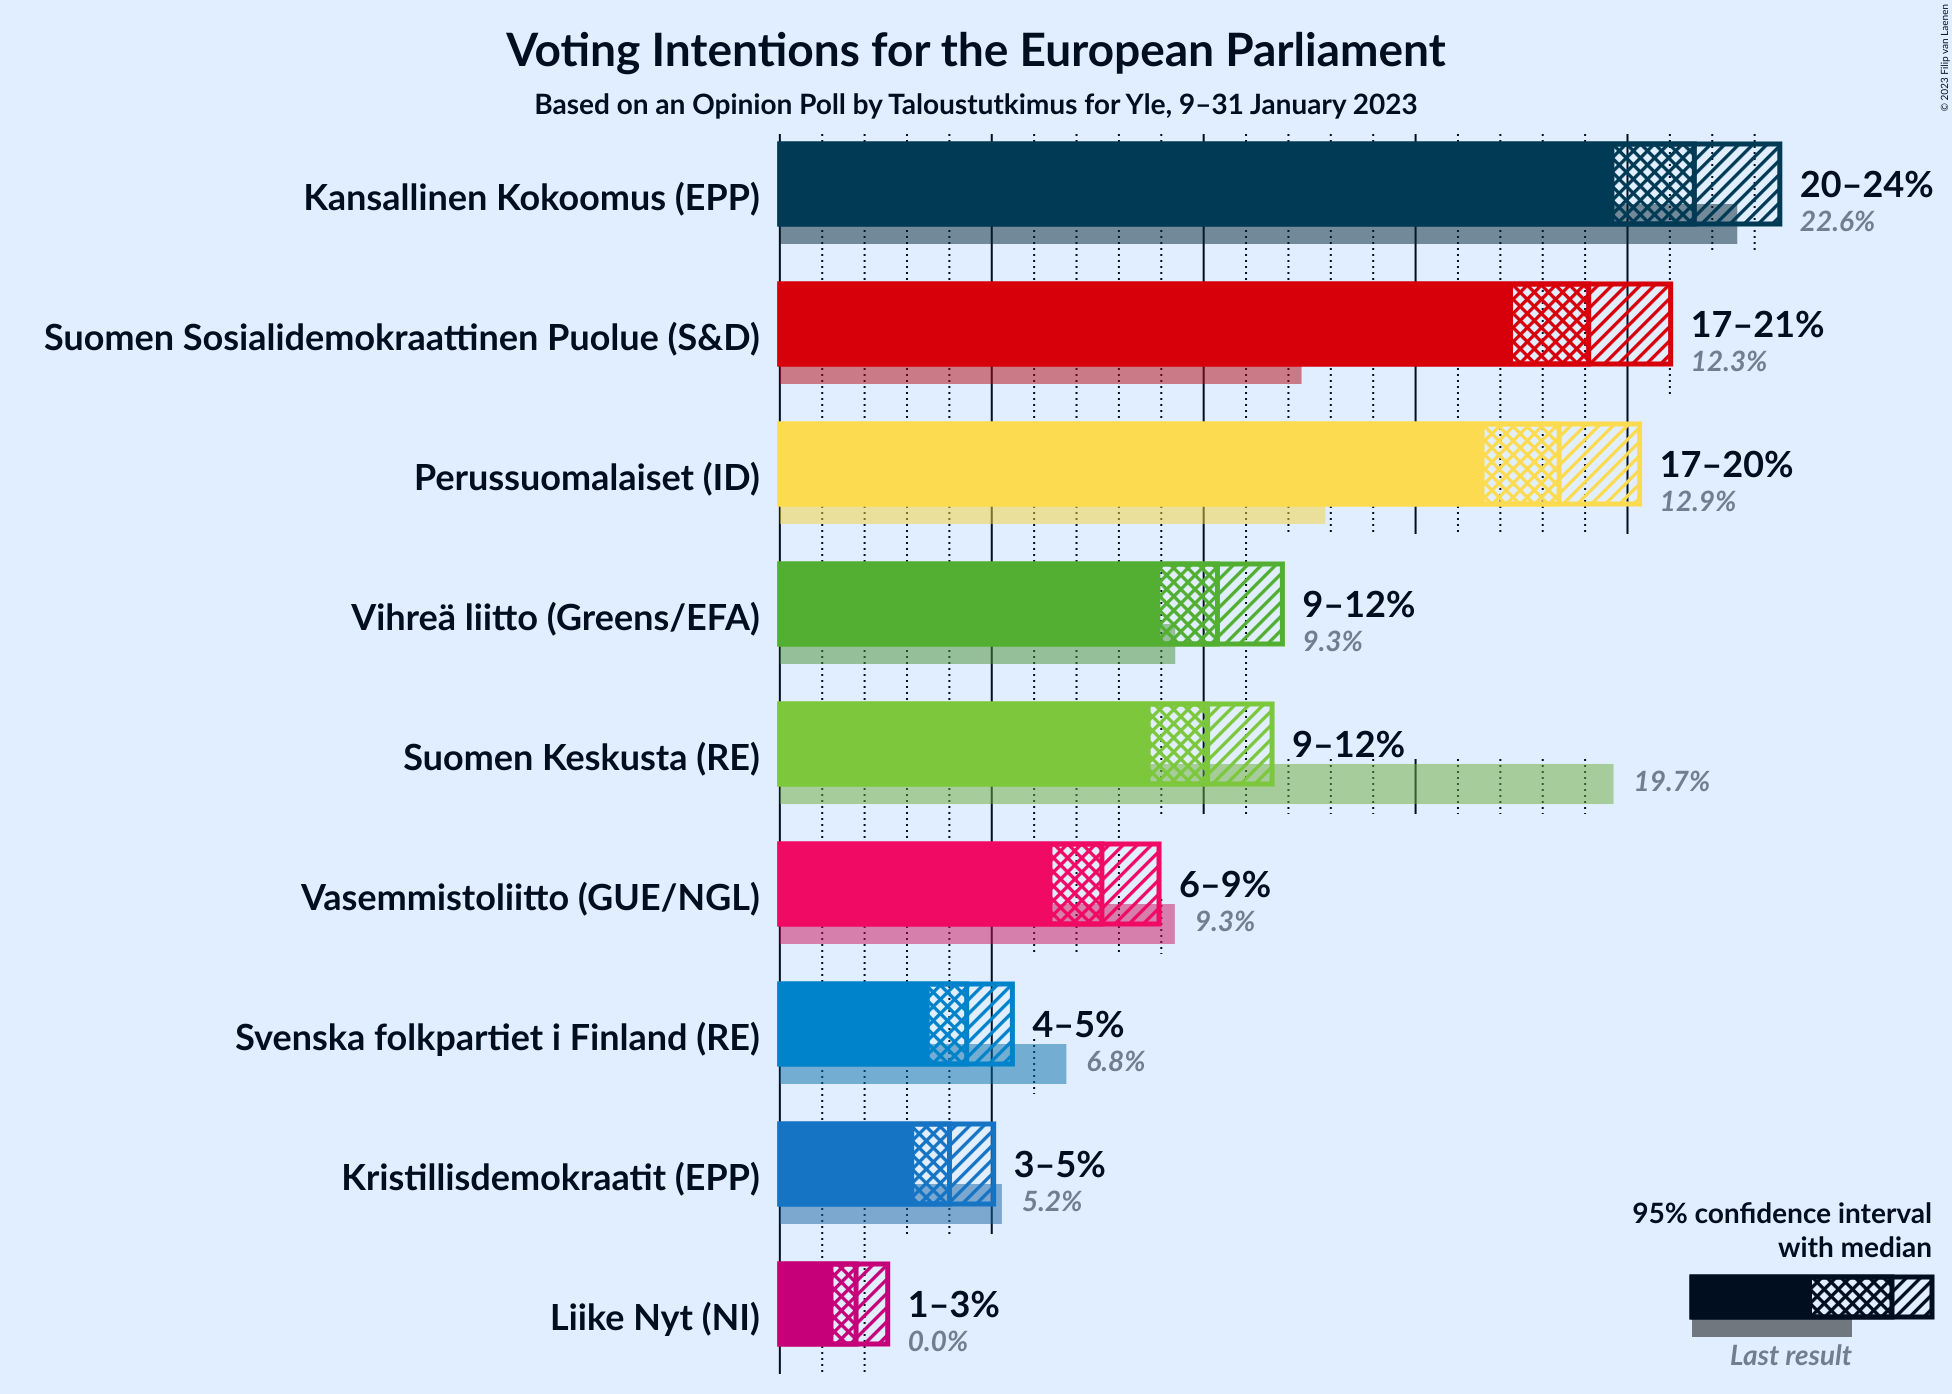 Voting Intentions for the European Parliament
Based on an Opinion Poll by Taloustutkimus for Yle, 9–31 January 2023
© 2023 Filip van Laenen
Kansallinen Kokoomus (EPP)
20–24%
22.6%
Suomen Sosialidemokraattinen Puolue (S&D)
17–21%
12.3%
Perussuomalaiset (ID)
17–20%
12.9%
Vihreä liitto (Greens/EFA)
9–12%
9.3%
Suomen Keskusta (RE)
9–12%
19.7%
Vasemmistoliitto (GUE/NGL)
6–9%
9.3%
Svenska folkpartiet i Finland (RE)
4–5%
6.8%
Kristillisdemokraatit (EPP)
3–5%
5.2%
Liike Nyt (NI)
1–3%
0.0%
95% confidence interval
with median
Last result